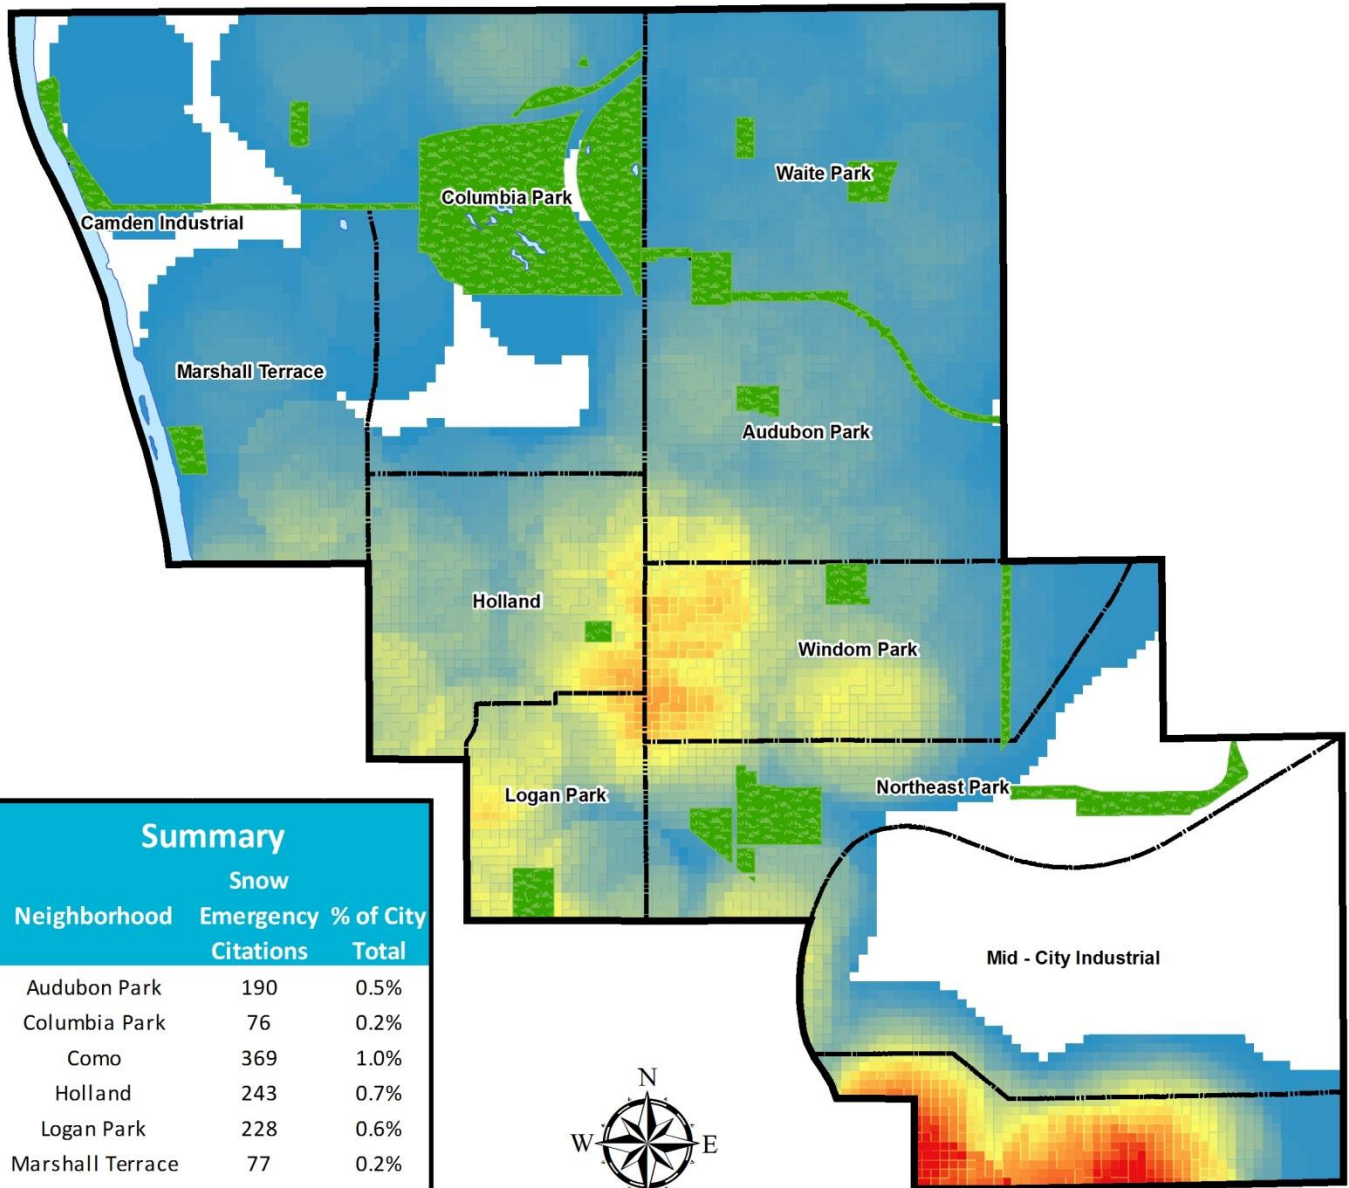 Columbia Park
Waite Park
Camden Industrial
Marshall Terrace
Audubon Park
Holland
Windom Park
Logan Park
Northeast Park
Mid - City Industrial
N
W E
Summary
Snow
Neighborhood Emergency % of City
Citations Total
Audubon Park 190 0.5%
Columbia Park 76 0.2%
Como 369 1.0%
Holland 243 0.7%
Logan Park 228 0.6%
Marshall Terrace 77 0.2%